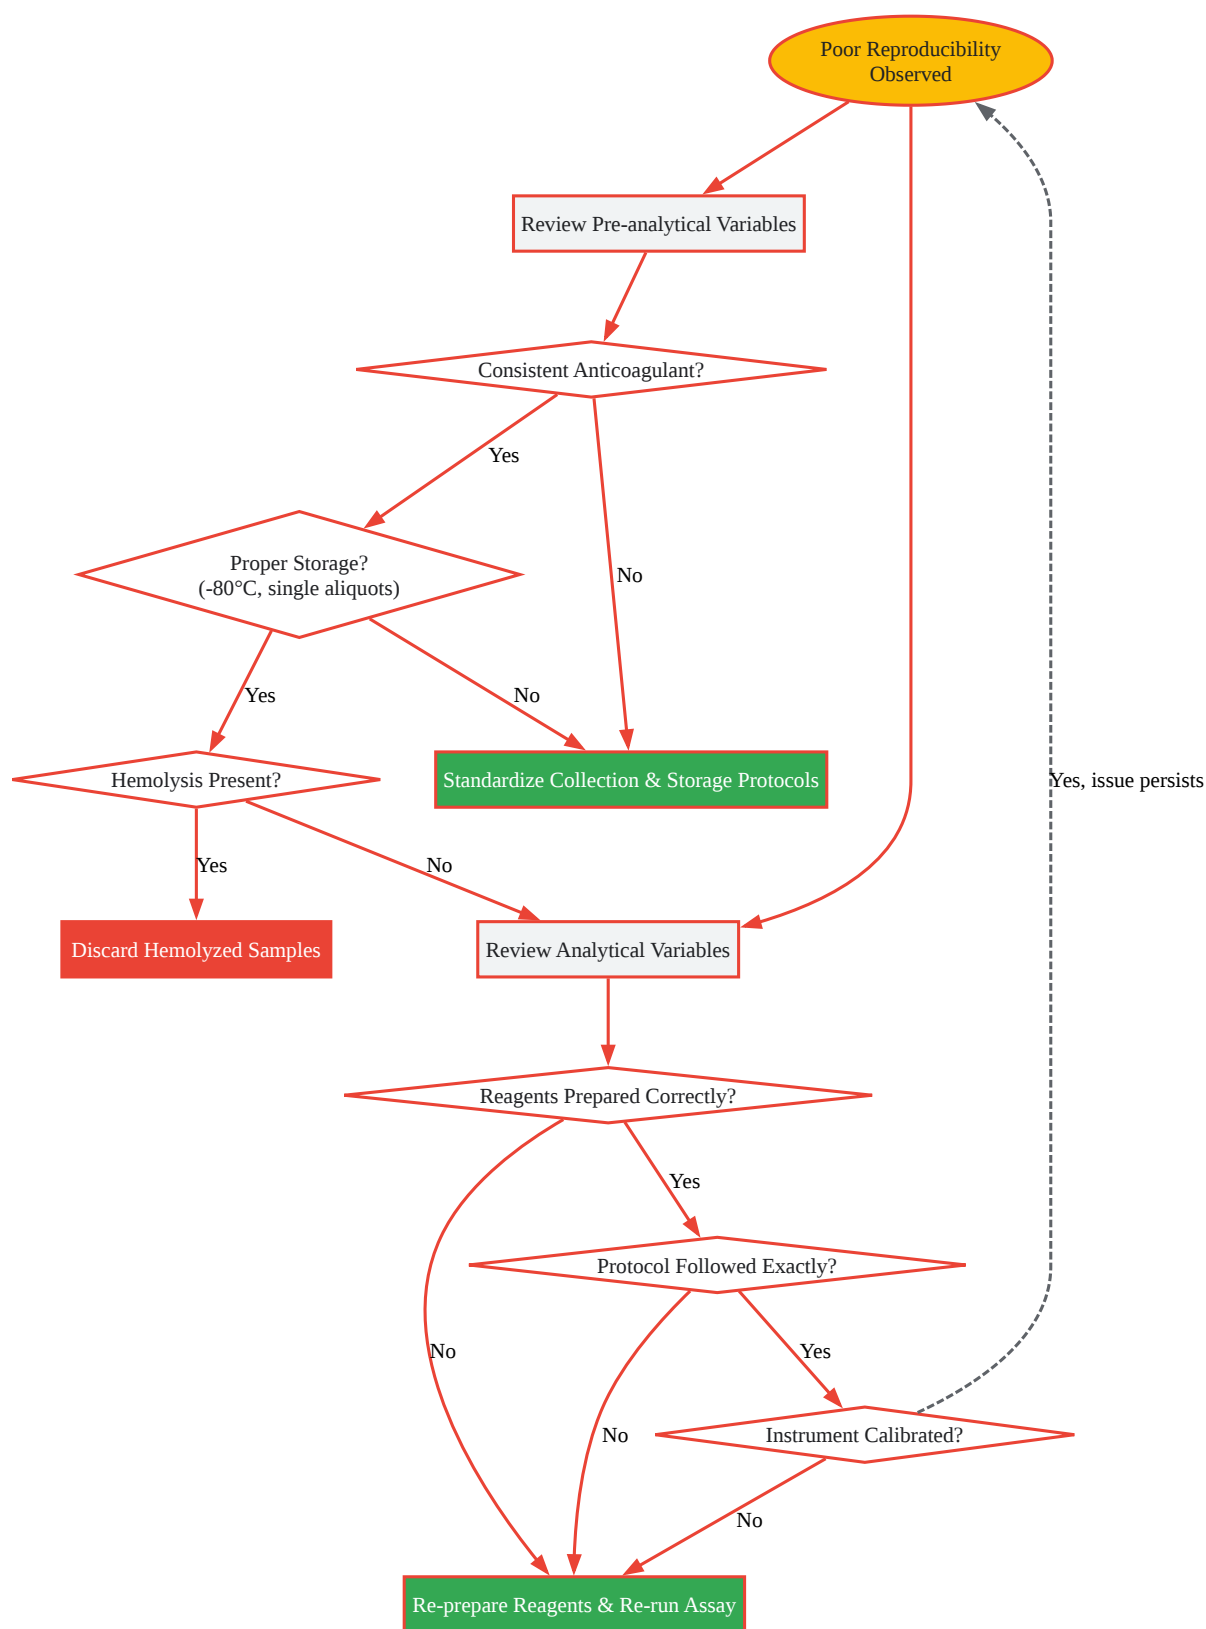 Poor Reproducibility
Observed
Review Pre-analytical Variables
Consistent Anticoagulant?
Yes
Proper Storage?
(-80°C, single aliquots)
No
Yes
No
Hemolysis Present?
Standardize Collection & Storage Protocols
Yes, issue persists
Yes
No
Discard Hemolyzed Samples
Review Analytical Variables
Reagents Prepared Correctly?
Yes
Protocol Followed Exactly?
No
Yes
No
Instrument Calibrated?
No
Re-prepare Reagents & Re-run Assay